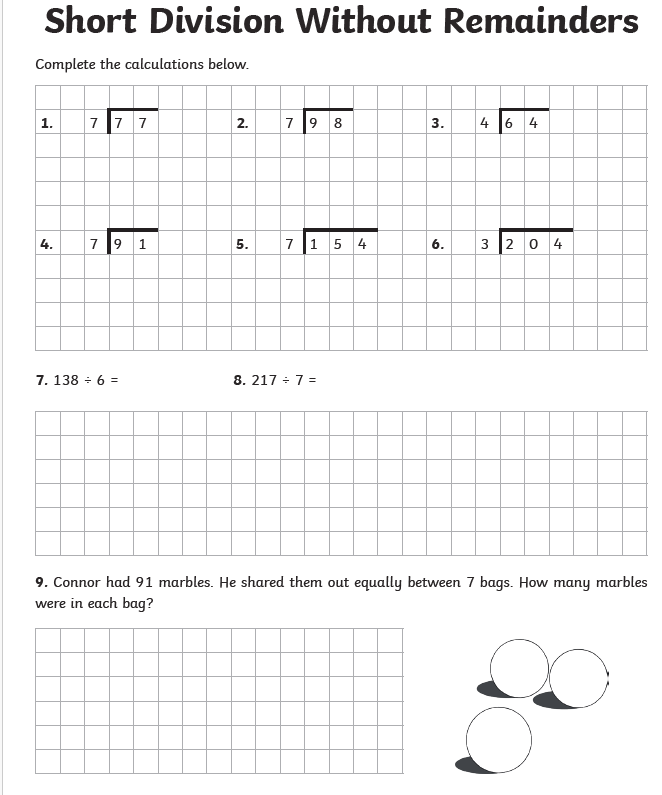 Short Division Without Remainders
Complete the calculations below.
1. 7 7 7 2. 7 9 8 3. 4 6 4
4. 7 9 1 5. 7 1 5 4 6. 3 2 0 4
7. 138 ÷ 6 = 8. 217 ÷ 7 =
9. Connor had 91 marbles. He shared them out equally between 7 bags. How many marbles
were in each bag?